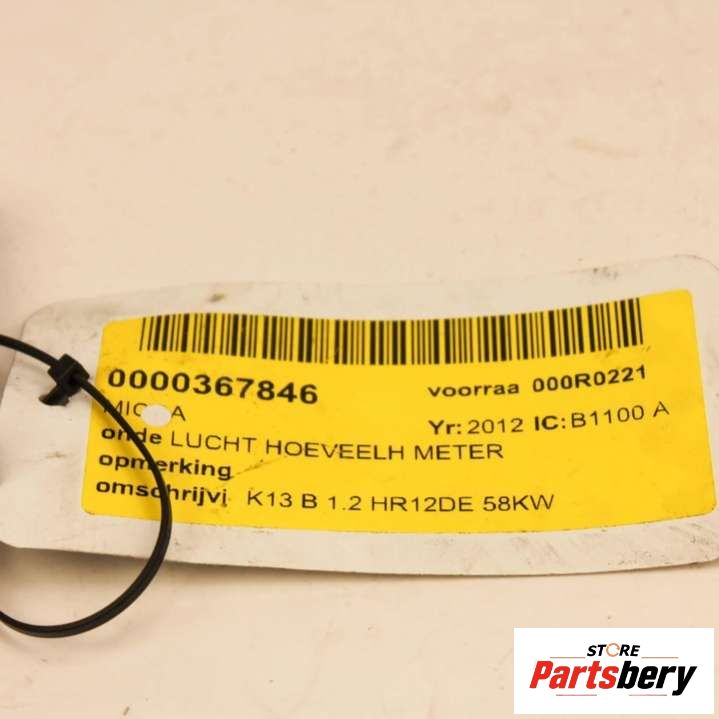 0000367846 voorraa 000R0221
Yr: 2012 IC: B1100 A
onde LUCHT HOEVEELH METER
opmerking
omschrijvi K13 B 1.2 HR12DE 58KW
STORE
Partsbery